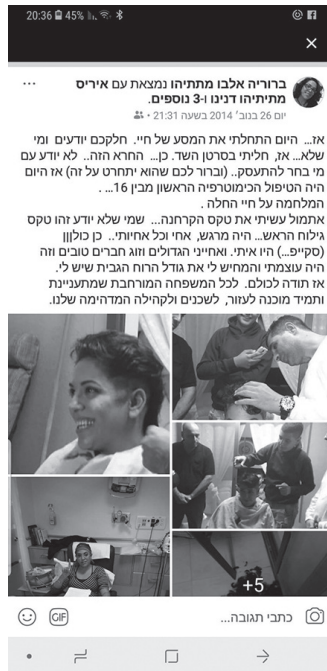 20:36 45%
ברוריה אלבו מתתיהו נמצאת עם איריס
מתיתיהו דנינו ו-3 נוספים.
יום 26 בנוב׳ 2014 בשעה 21:31
אז... היום התחלתי את המסע של חיי. חלקכם יודעים ומי
שלא... אז, חליתי בסרטן השד. כן... החרא הזה.. לא יודע עם
מי בחר להתעסק.. (וברור לכם שהוא יתחרט על זה) אז היום
היה הטיפול הכימוטרפיה הראשון מבין 16... .
המלחמה על חיי החלה .
אתמול עשיתי את טקס הקרחנה... שמי שלא יודע זהו טקס
גילוח הראש... היה מרגש, אחי וכל אחיותי.. כן כולןןן
(סקייפ...) היו איתי. ואחייני הגדולים וזוג חברים טובים וזה
היה עוצמתי והמחיש לי את גודל הרוח הגבית שיש לי.
אז תודה לכולם. לכל המשפחה המורחבת שמתעניינת
ותמיד מוכנה לעזור, לשכנים ולקהילה המדהימה שלנו.
+5
כתבי תגובה...
GIF